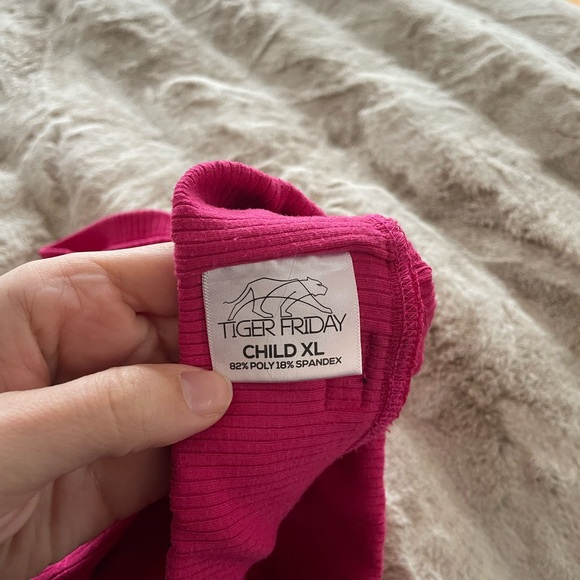 TIGER FRIDAY
CHILD XL
82% POLY 18% SPANDEX